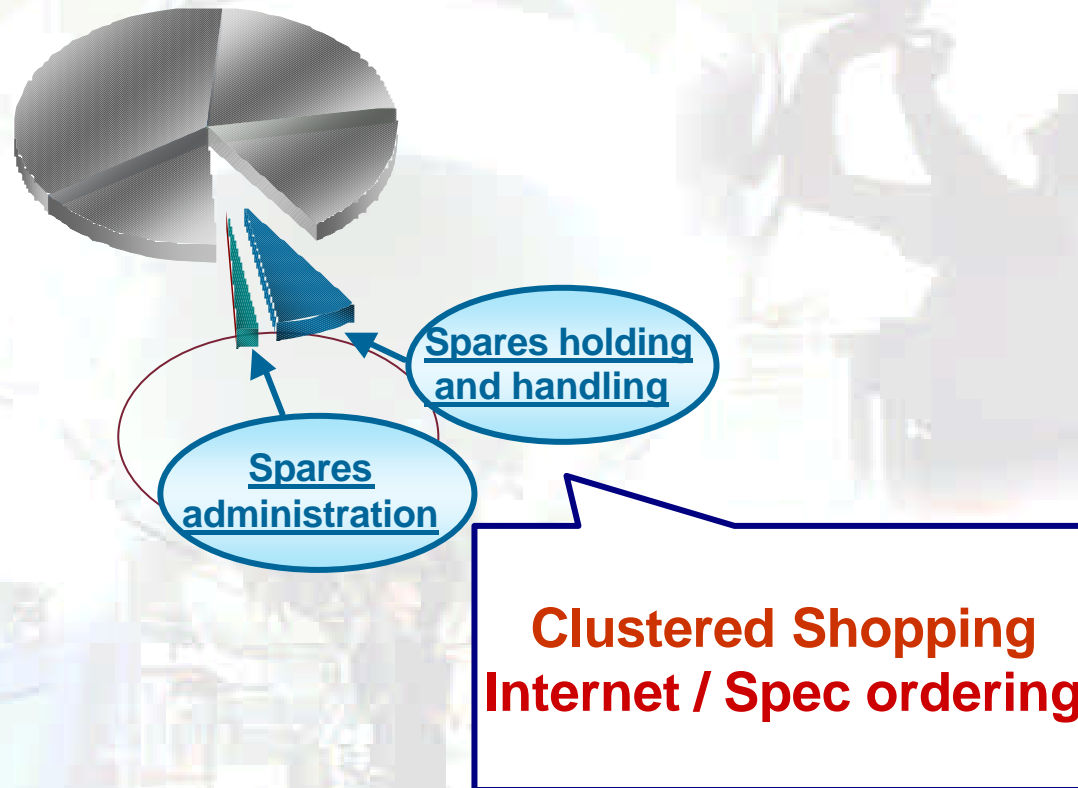 Spares holding
and handling
Spares
administration
Clustered Shopping
Internet / Spec ordering